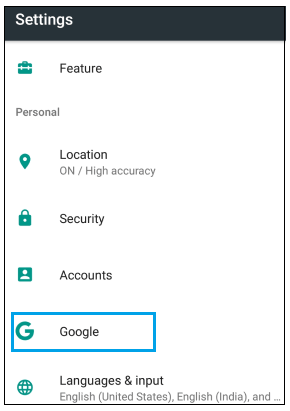 Settings
Feature
Personal
Location
ON / High accuracy
Security
Accounts
Google
Languages & input
English (United States), English (India), and ...